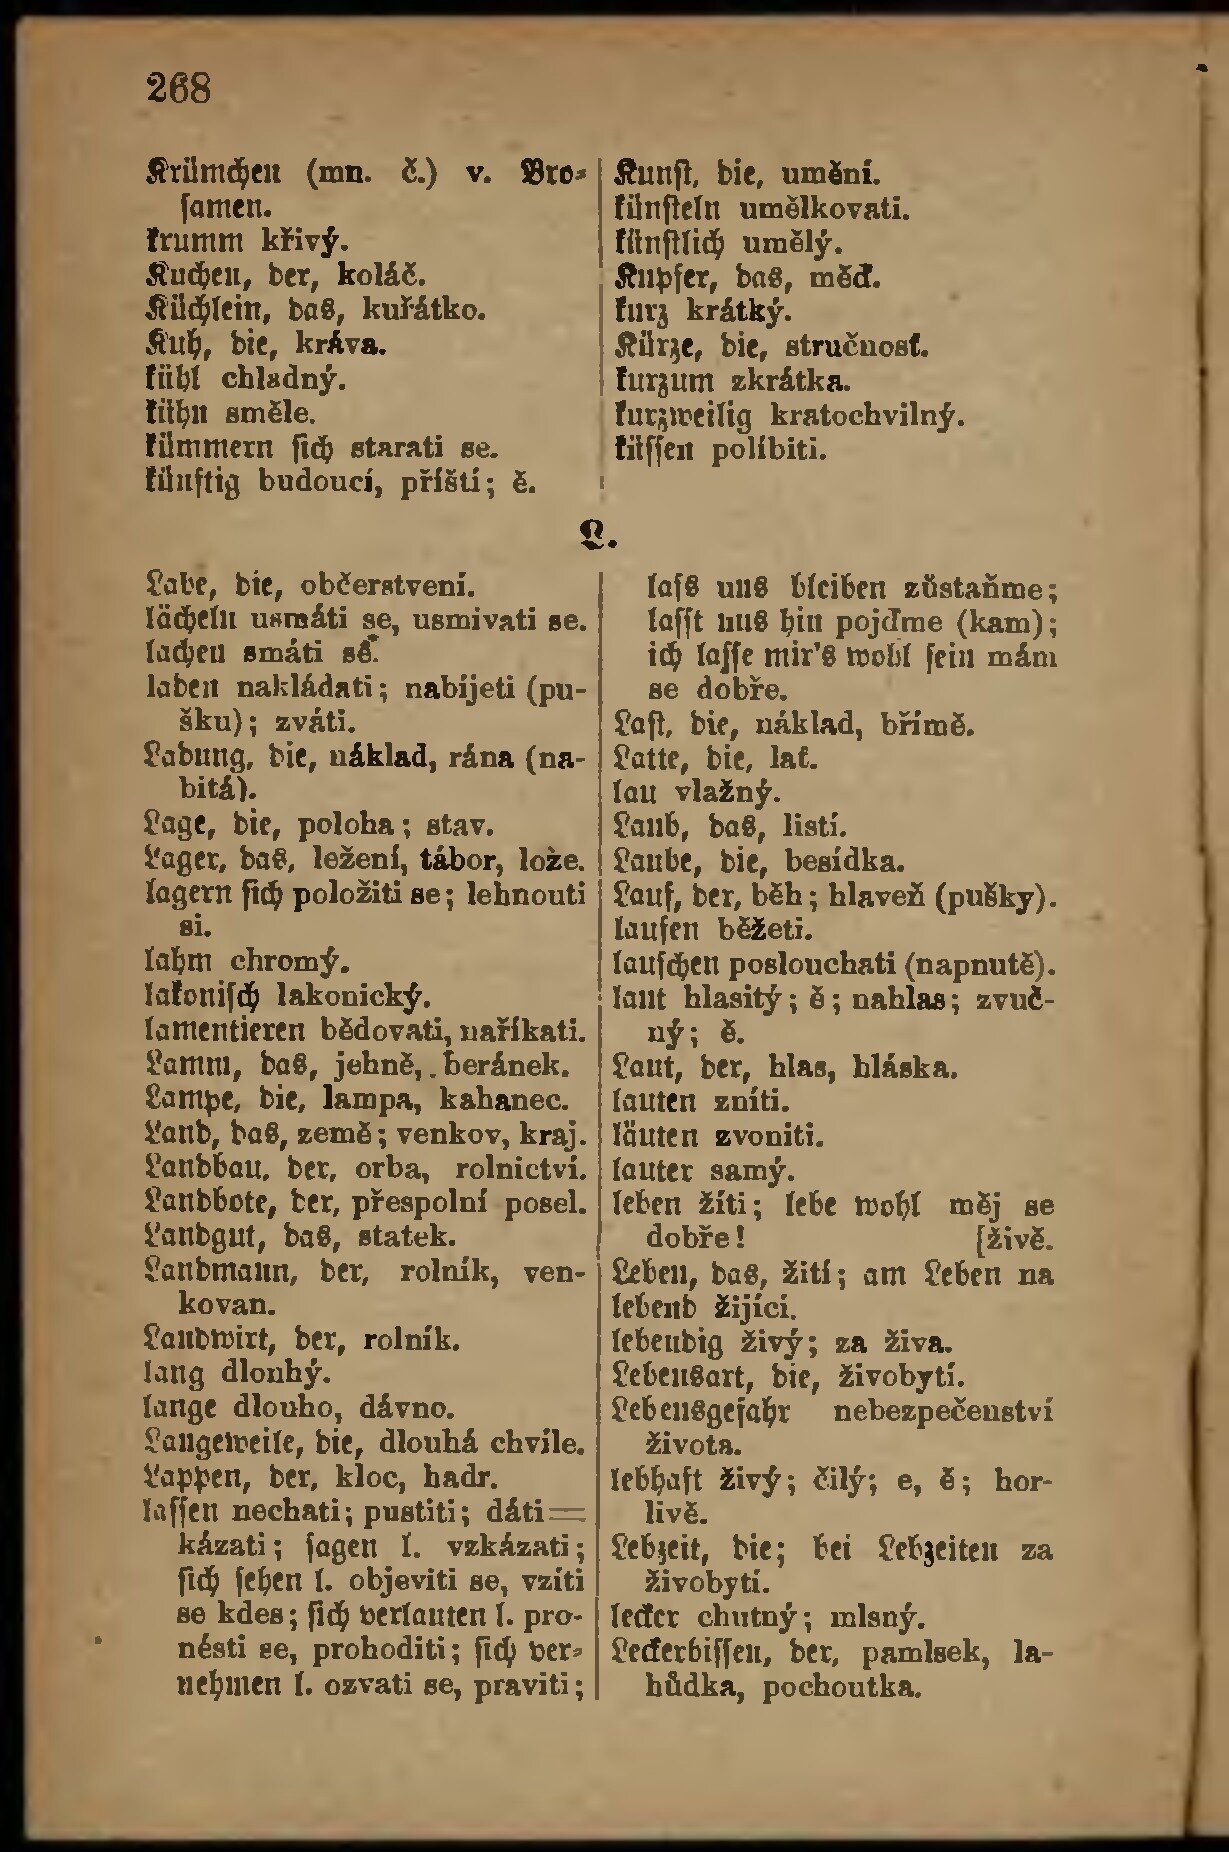 268
Krümchen (mn. č.) v. Bro-
samen.
krumm křivý.
Kuchen, der, koláč.
Küchlein, das, kuřátko.
Kuh, die, kráva.
kühl chladný.
kühn směle.
kümmern sich starati se.
künftig budoucí, příští; ě.
Kunst, die, umění.
künsteln umělkovati.
künstlich umělý.
Kupfer, das, měď.
kurz krátký.
Kürze, die, stručnosť.
kurzum zkrátka.
kurzweilig kratochvilný.
küssen políbiti.
L.
Labe, die, občerstvení.
lächeln usmáti se, usmivati se.
lachen smáti se.
laden nakládati; nabíjeti (pu-
šku); zváti.
Ladung, die, náklad, rána (na-
bitá).
Lage, die, poloha; stav.
Lager, das, ležení, tábor, lože.
lagern sich položiti se; lehnouti
si.
lahm chromý.
lakonisch lakonický.
lamentieren bědovati, naříkati.
Lamm, das, jehně, beránek.
Lampe, die, lampa, kahanec.
Land, das, země; venkov, kraj.
Landbau, der, orba, rolnictví.
Landbote, der, přespolní posel.
Landgut, das, statek.
Landmann, der, rolník, ven-
kovan.
Landwirt, der, rolník.
lang dlouhý.
lange dlouho, dávno.
Langeweile, die, dlouhá chvíle.
Lappen, der, kloc, hadr.
lassen nechati; pustiti; dáti =
kázati; sagen l. vzkázati;
sich sehen l. objeviti se, vzíti
se kdes; sich verlauten l. pro-
nésti se, prohoditi; sich ver-
nehmen l. ozvati se, praviti;
lass uns bleiben zůstaňme;
lasst uns hin pojďme (kam);
ich lasse mir's wohl sein mám
se dobře.
Last, die, náklad, břímě.
Latte, die, lať.
lau vlažný.
Laub, das, listí.
Laube, die, besídka.
Lauf, der, běh; hlaveň (pušky).
laufen běžeti.
lauschen poslouchati (napnutě).
laut hlasitý; ě; nahlas; zvuč-
ný; ě.
Laut, der, hlas, hláska.
lauten zníti.
läuten zvoniti.
lauter samý.
leben žíti; lebe wohl měj se
dobře! [živě.
Leben, das, žití; am Leben na
lebend žijící.
lebendig živý; za živa.
Lebensart, die, živobytí.
Lebensgefahr nebezpečenství
života.
lebhaft živý; čilý; e, ě; hor-
livě.
Lebzeit, die; bei Lebzeiten za
živobytí.
lecker chutný; mlsný.
Leckerbissen, der, pamlsek, la-
hůdka, pochoutka.